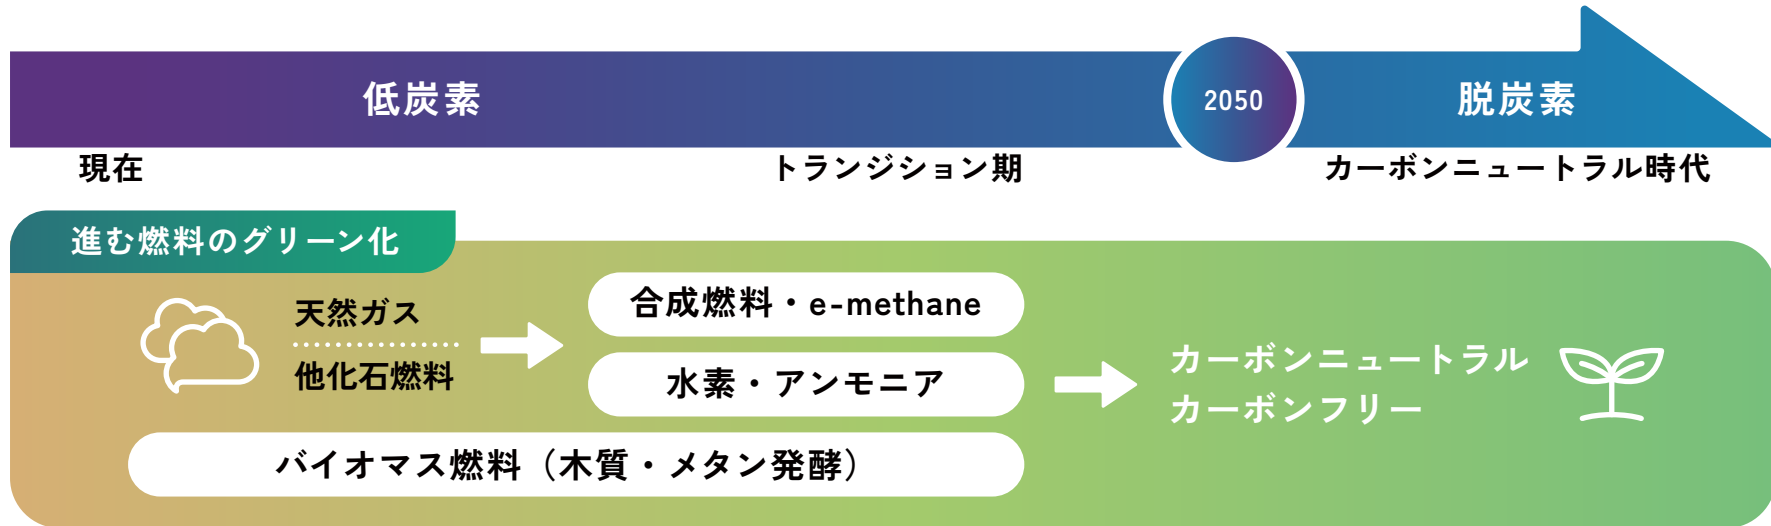 低炭素
2050
脱炭素
現在
トランジション期
カーボンニュートラル時代
進む燃料のグリーン化
天然ガス
他化石燃料
合成燃料・e-methane
水素・アンモニア
バイオマス燃料（木質・メタン発酵）
カーボンニュートラル
カーボンフリー